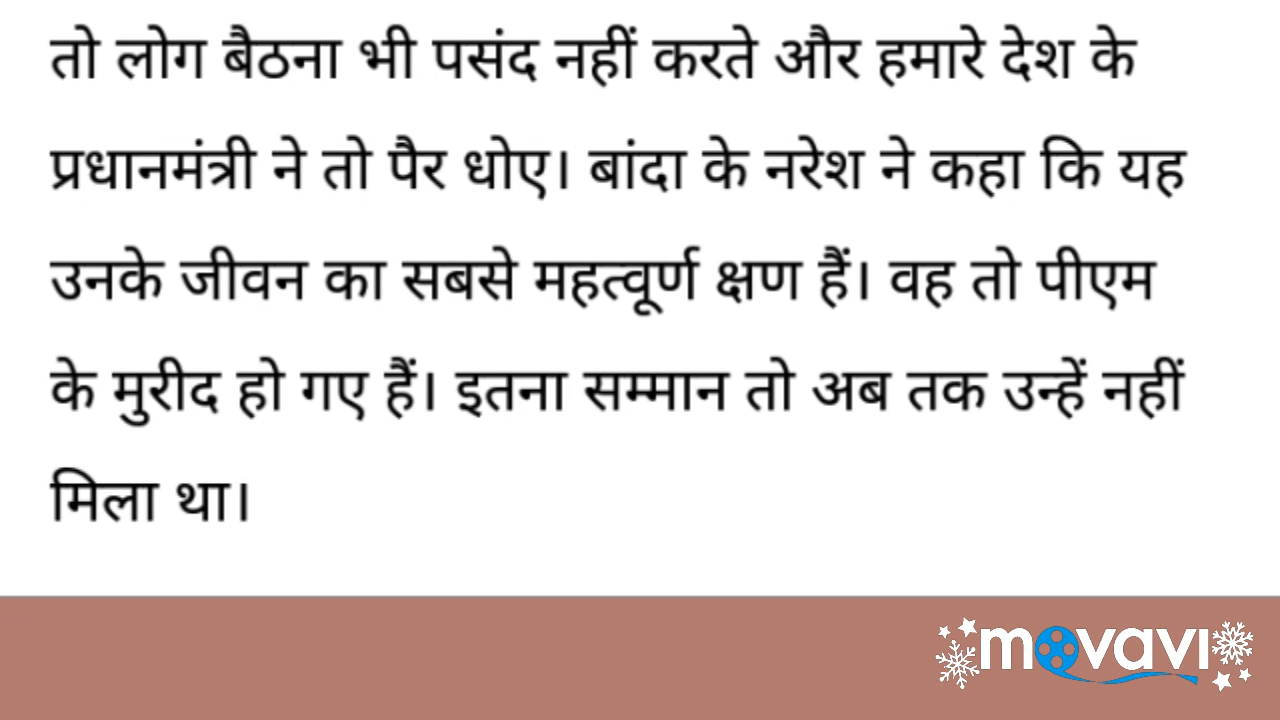 तो लोग बैठना भी पसंद नहीं करते और हमारे देश के
प्रधानमंत्री ने तो पैर धोए। बांदा के नरेश ने कहा कि यह
उनके जीवन का सबसे महत्वूर्ण क्षण हैं। वह तो पीएम
के मुरीद हो गए हैं। इतना सम्मान तो अब तक उन्हें नहीं
मिला था।
movavi